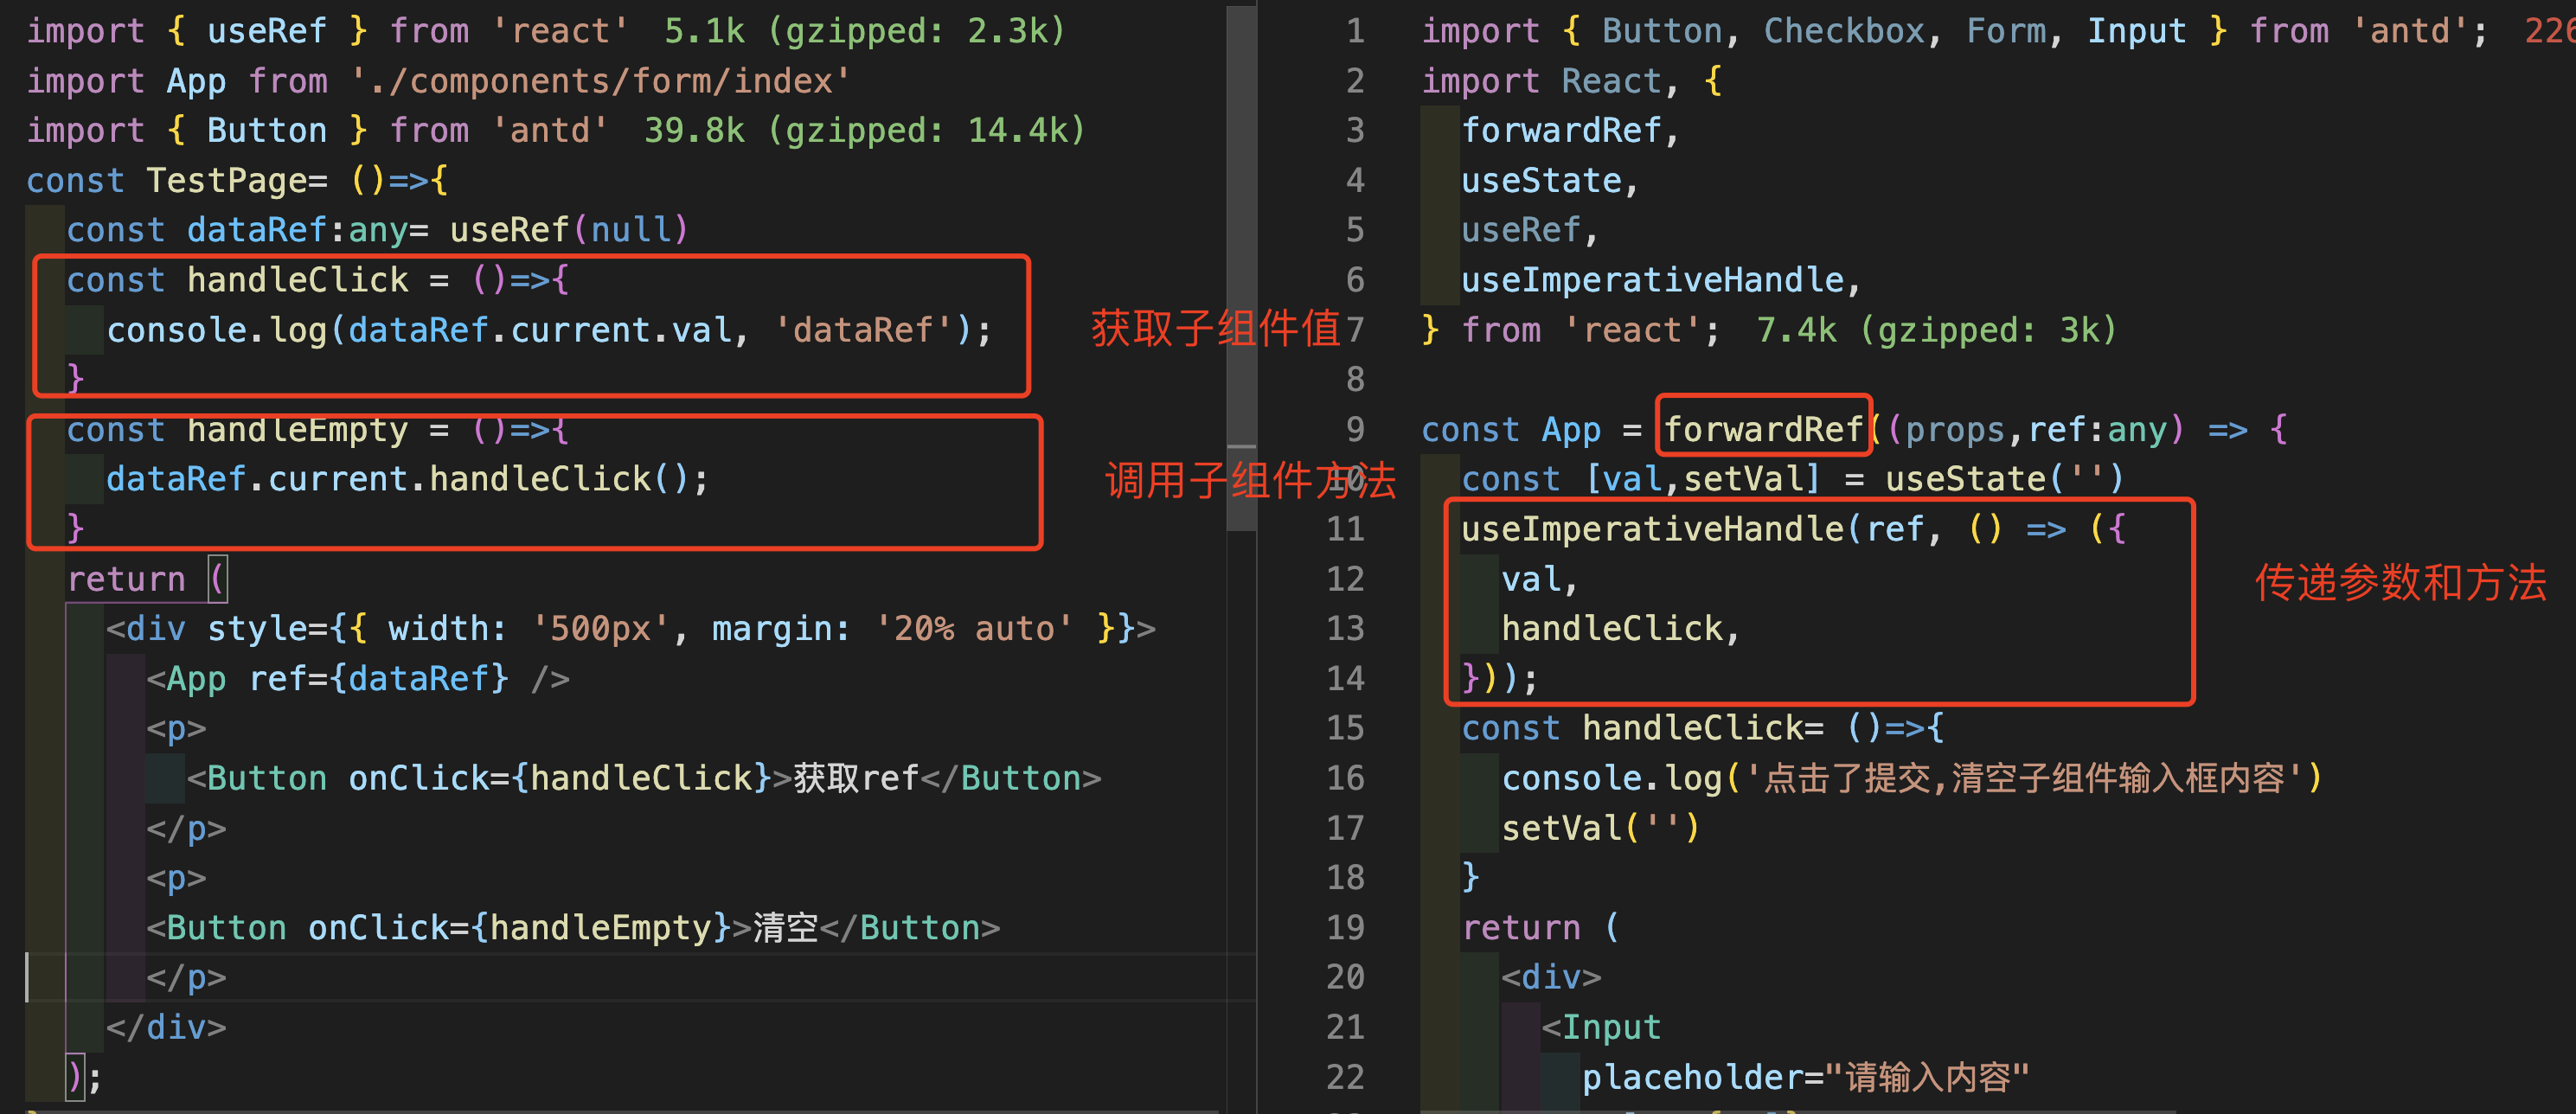 import { useRef } from 'react' 5.1k (gzipped: 2.3k)
import App from './components/form/index'
import { Button } from 'antd' 39.8k (gzipped: 14.4k)
const TestPage= ()=>{
const dataRef:any= useRef(null)
const handleClick = ()=>{
console.log(dataRef.current.val, 'dataRef');
}
获取子组件值
const handleEmpty = ()=>{
dataRef.current.handleClick();
}
调用子组件方法
return (
<div style={{ width: '500px', margin: '20% auto' }}>
<App ref={dataRef} />
<p>
<Button onClick={handleClick}>获取ref</Button>
</p>
<p>
<Button onClick={handleEmpty}>清空</Button>
</p>
</div>
);
1 import { Button, Checkbox, Form, Input } from 'antd'; 226
2 import React, {
3 forwardRef,
4 useState,
5 useRef,
6 useImperativeHandle,
7 } from 'react'; 7.4k (gzipped: 3k)
8
9 const App = forwardRef((props,ref:any) => {
10 const [val,setVal] = useState('')
11 useImperativeHandle(ref, () => ({
12 val,
13 handleClick,
14 }));
传递参数和方法
15 const handleClick= ()=>{
16 console.log('点击了提交,清空子组件输入框内容')
17 setVal('')
18 }
19 return (
20 <div>
21 <Input
22 placeholder="请输入内容"